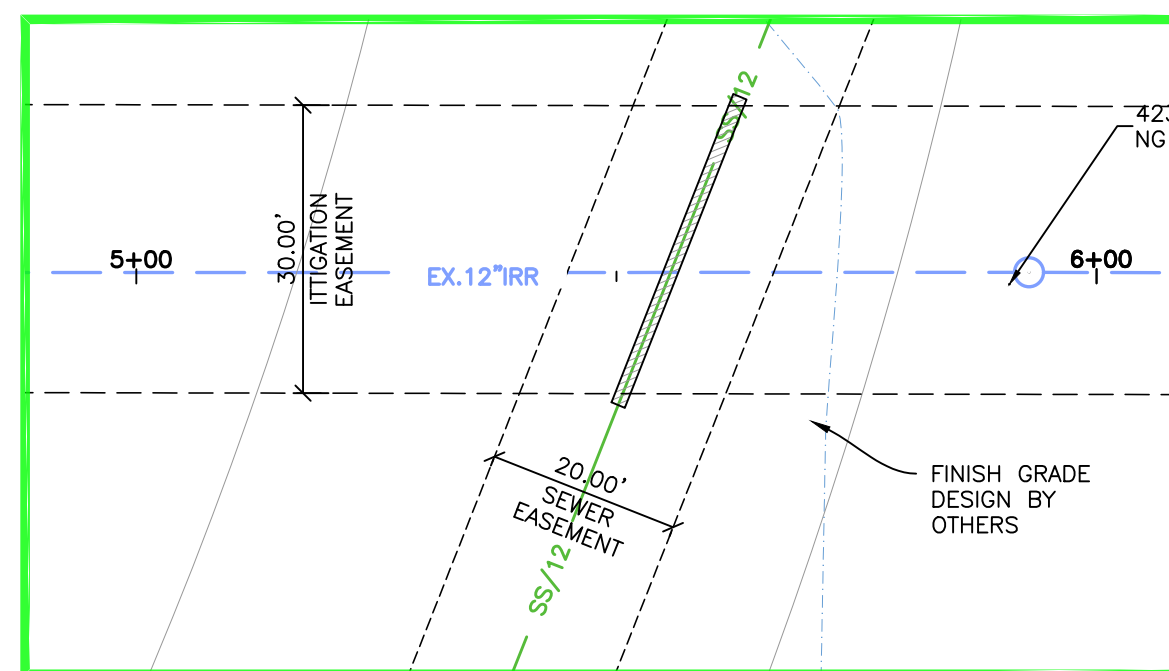 SS/12
423
NG
30.00'
ITTIGATION
EASEMENT
5+00
EX.12"IRR
6+00
20.00'
SEWER
EASEMENT
FINISH GRADE
DESIGN BY
OTHERS
SS/12